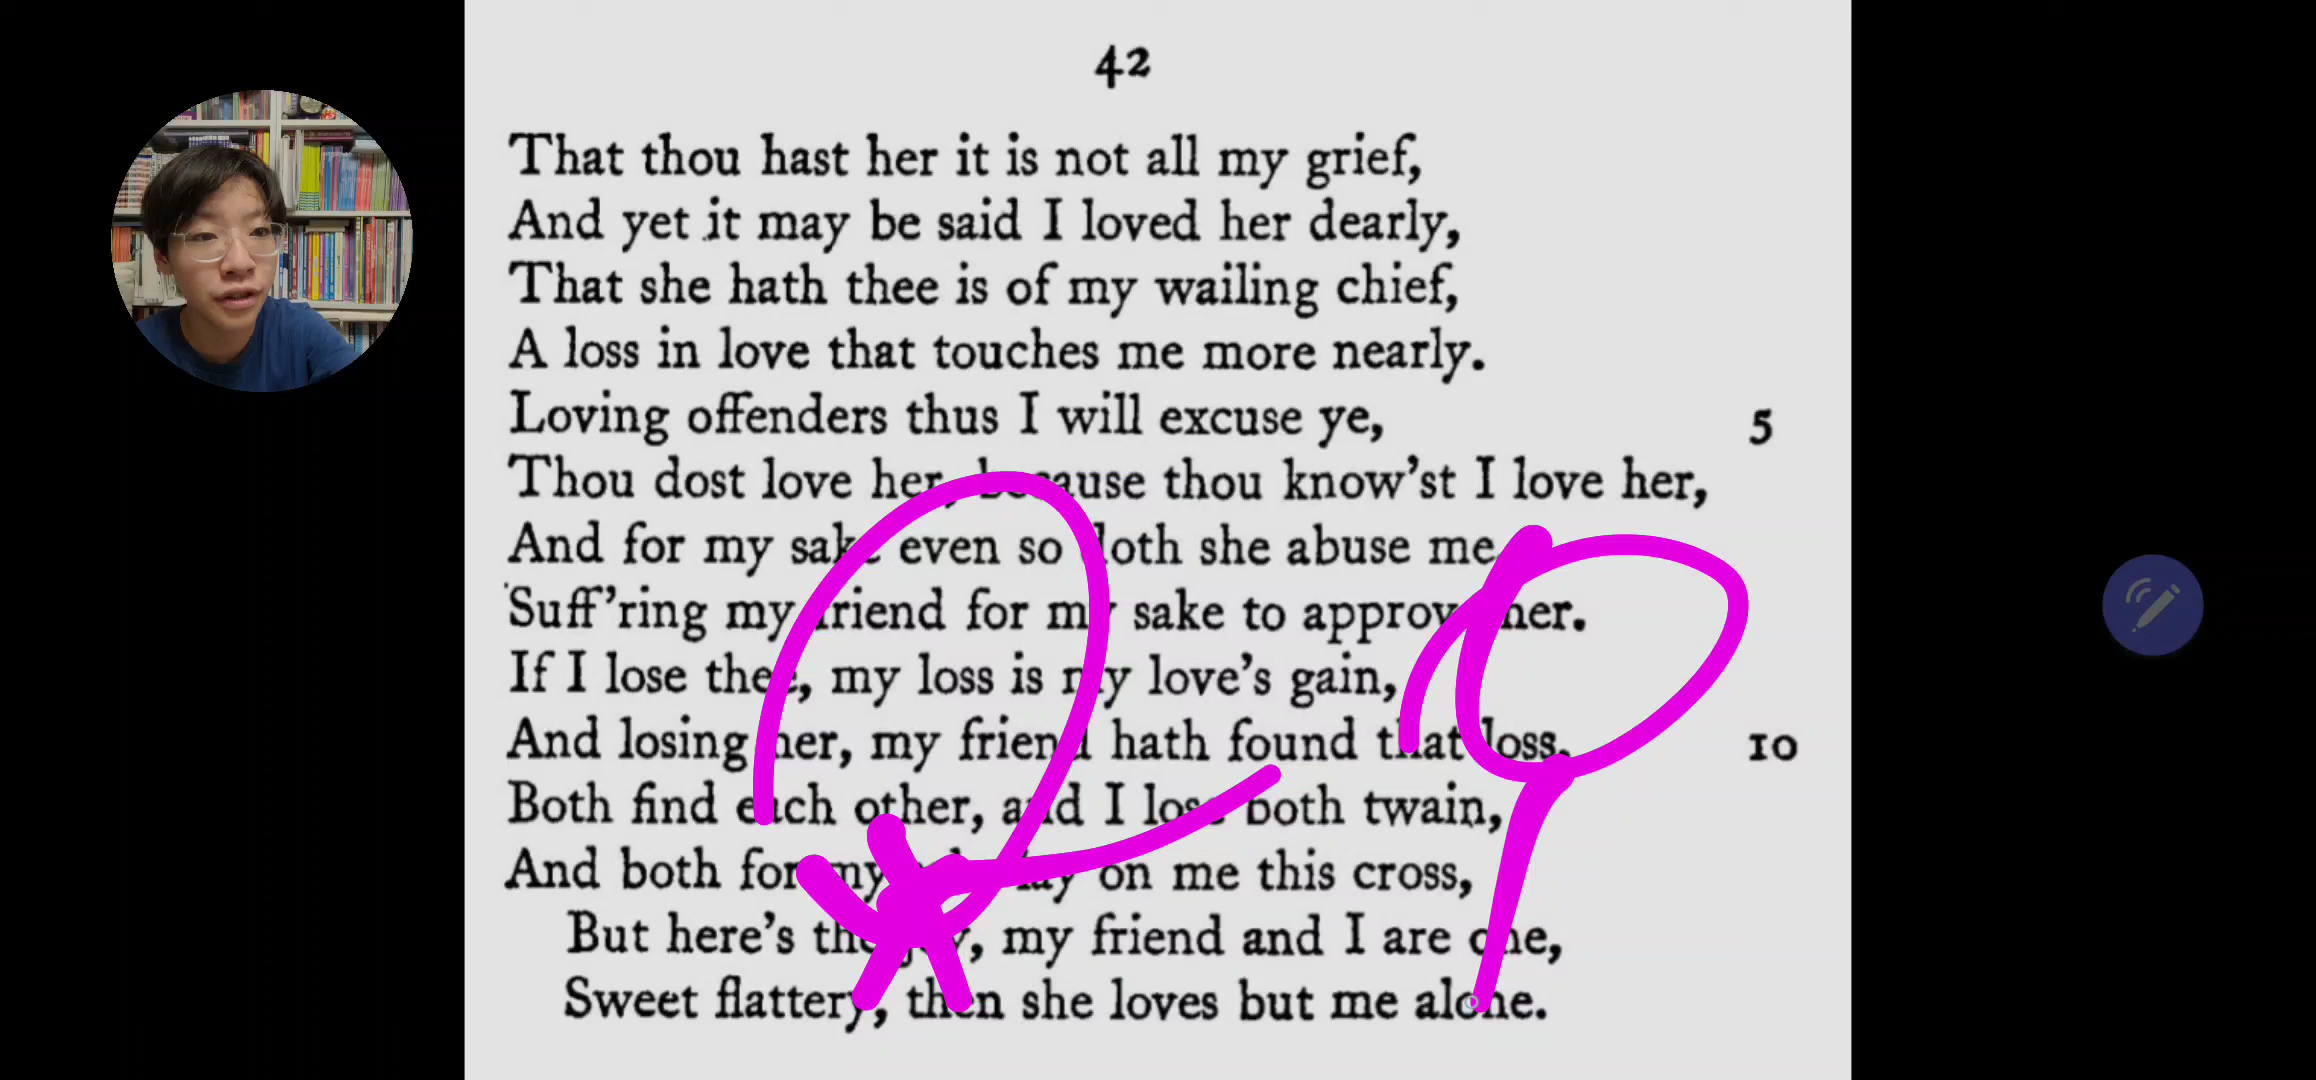 42
That thou hast her it is not all my grief,
And yet it may be said I loved her dearly,
That she hath thee is of my wailing chief,
A loss in love that touches me more nearly.
Loving offenders thus I will excuse ye, 5
Thou dost love her, because thou know'st I love her,
And for my sake even so doth she abuse me,
Suff'ring my friend for my sake to approve her.
If I lose thee, my loss is my love's gain,
And losing her, my friend hath found that loss, 10
Both find each other, and I lose both twain,
And both for my sake lay on me this cross,
But here's the joy, my friend and I are one,
Sweet flattery, then she loves but me alone.